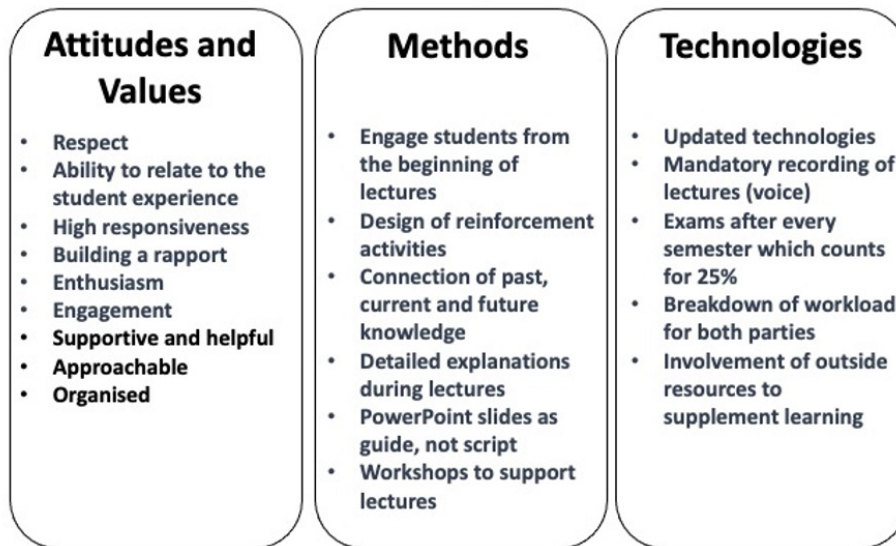 Attitudes and
Values
• Respect
• Ability to relate to the
student experience
• High responsiveness
• Building a rapport
• Enthusiasm
• Engagement
• Supportive and helpful
• Approachable
• Organised
Methods
• Engage students from
the beginning of
lectures
• Design of reinforcement
activities
• Connection of past,
current and future
knowledge
• Detailed explanations
during lectures
• PowerPoint slides as
guide, not script
• Workshops to support
lectures
Technologies
• Updated technologies
• Mandatory recording of
lectures (voice)
• Exams after every
semester which counts
for 25%
• Breakdown of workload
for both parties
• Involvement of outside
resources to
supplement learning